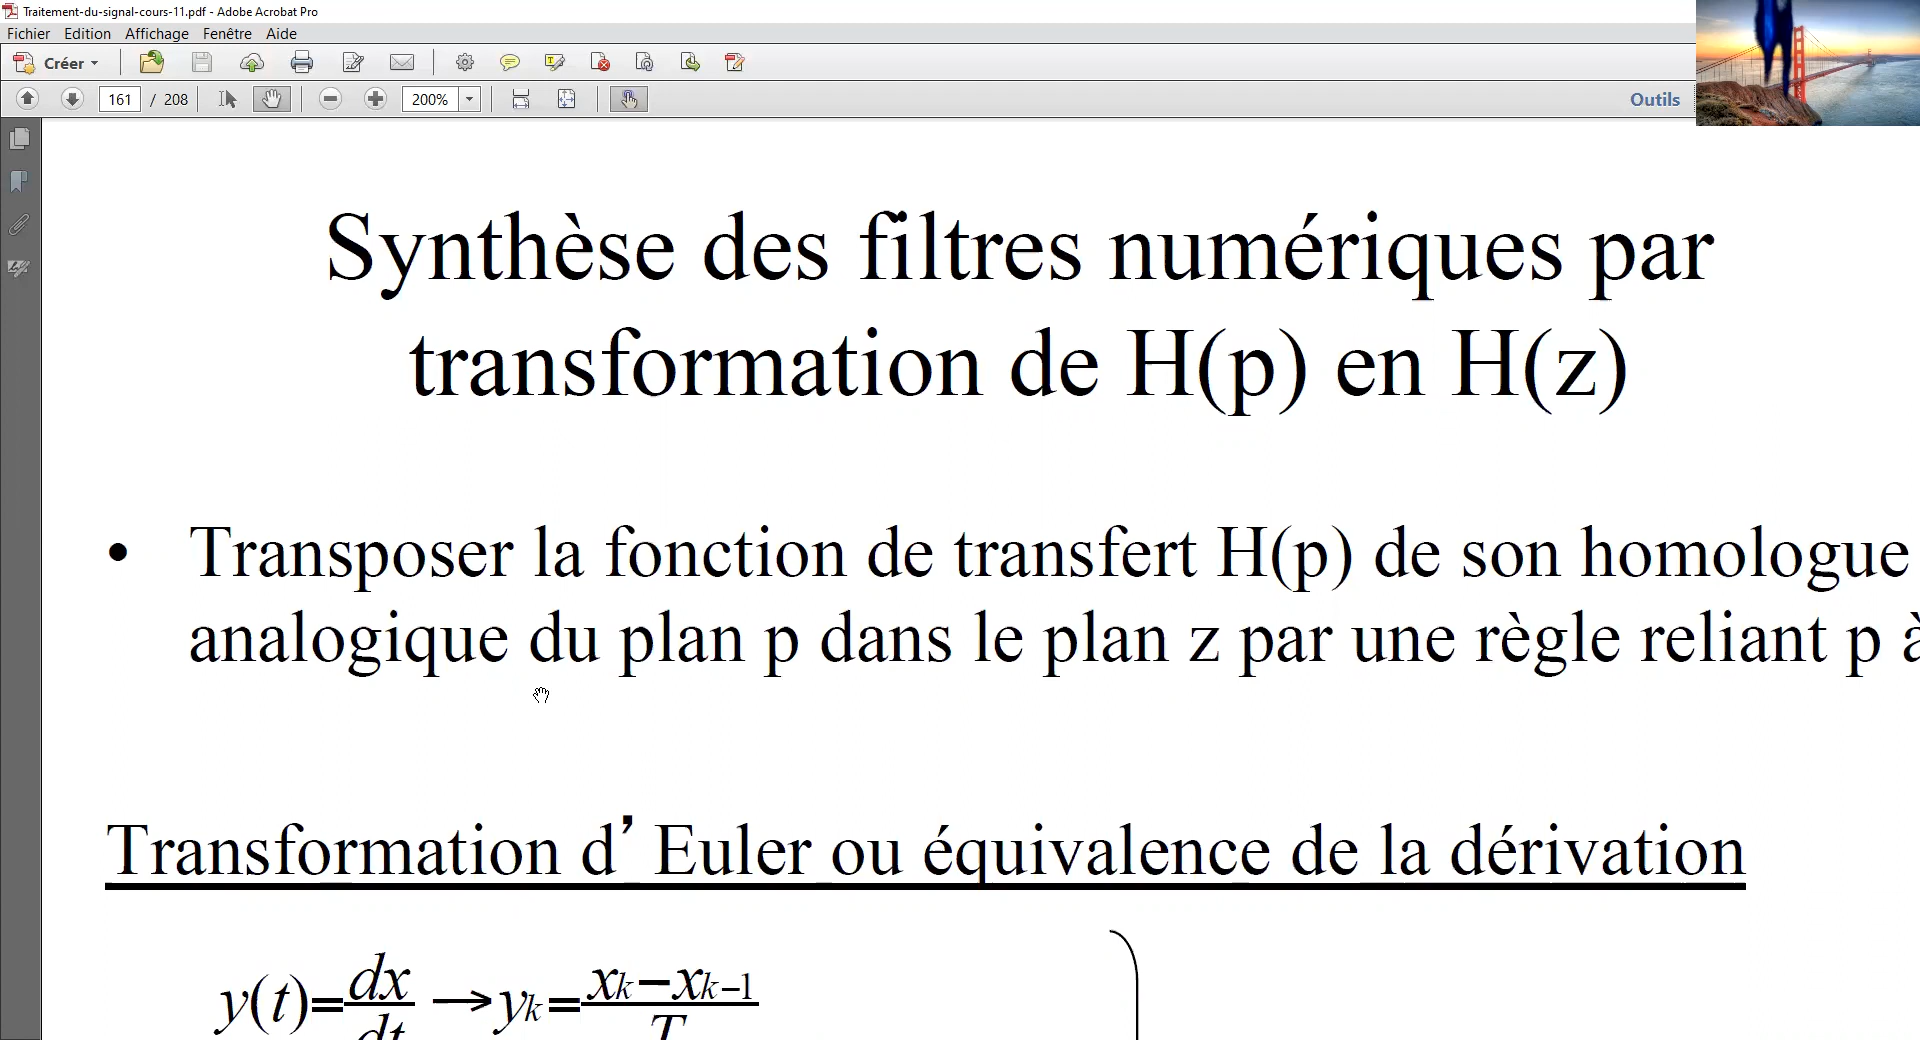 Traitement-du-signal-cours-11.pdf - Adobe Acrobat Pro
Fichier Edition Affichage Fenêtre Aide
Créer
161 / 208 200% Outils
Synthèse des filtres numériques par
transformation de H(p) en H(z)
• Transposer la fonction de transfert H(p) de son homologue
analogique du plan p dans le plan z par une règle reliant p à
Transformation d’Euler ou équivalence de la dérivation
y(t)=dx/dt → yk=(xk−xk−1)/T